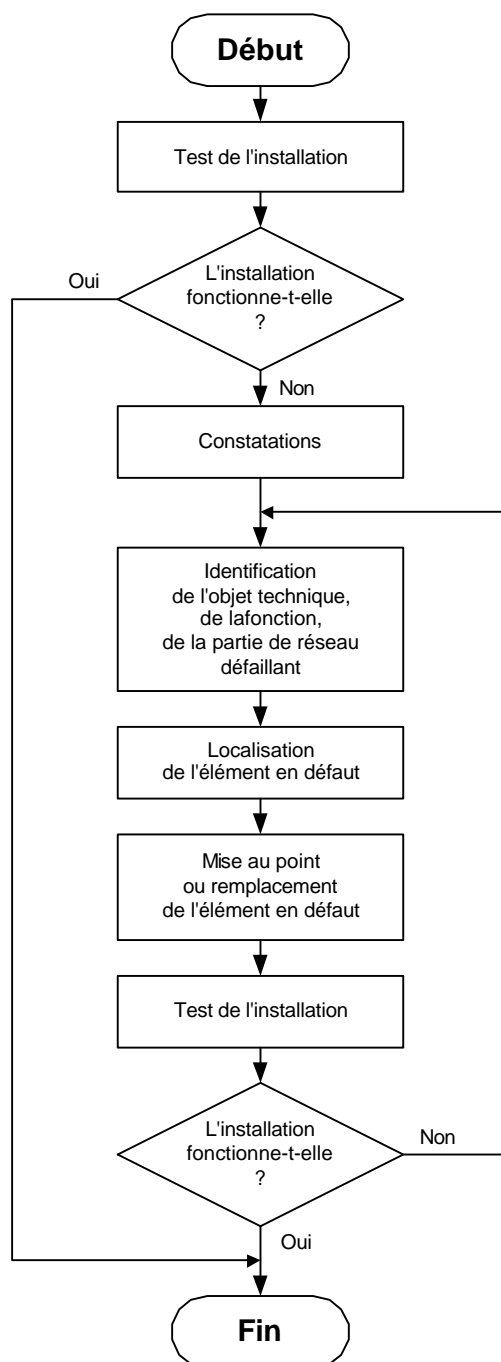 Début
Test de l'installation
L'installation
fonctionne-t-elle
?
Oui
Non
Constatations
Identification
de l'objet technique,
de lafonction,
de la partie de réseau
défaillant
Localisation
de l'élément en défaut
Mise au point
ou remplacement
de l'élément en défaut
Test de l'installation
L'installation
fonctionne-t-elle
?
Non
Oui
Fin